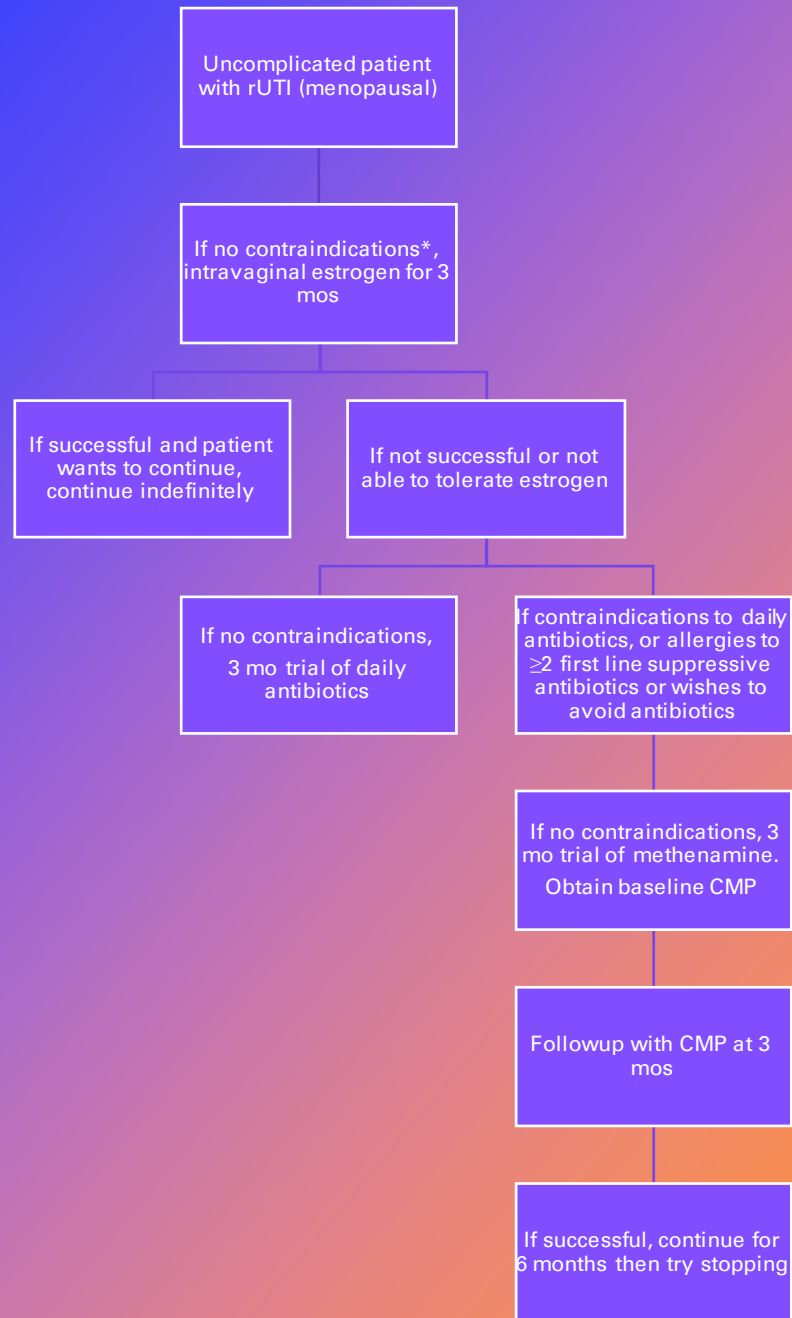 Uncomplicated patient
with rUTI (menopausal)
If no contraindications*,
intravaginal estrogen for 3
mos
If successful and patient
wants to continue,
continue indefinitely
If not successful or not
able to tolerate estrogen
If no contraindications,
3 mo trial of daily
antibiotics
If contraindications to daily
antibiotics, or allergies to
≥2 first line suppressive
antibiotics or wishes to
avoid antibiotics
If no contraindications, 3
mo trial of methenamine.
Obtain baseline CMP
Followup with CMP at 3
mos
If successful, continue for
6 months then try stopping